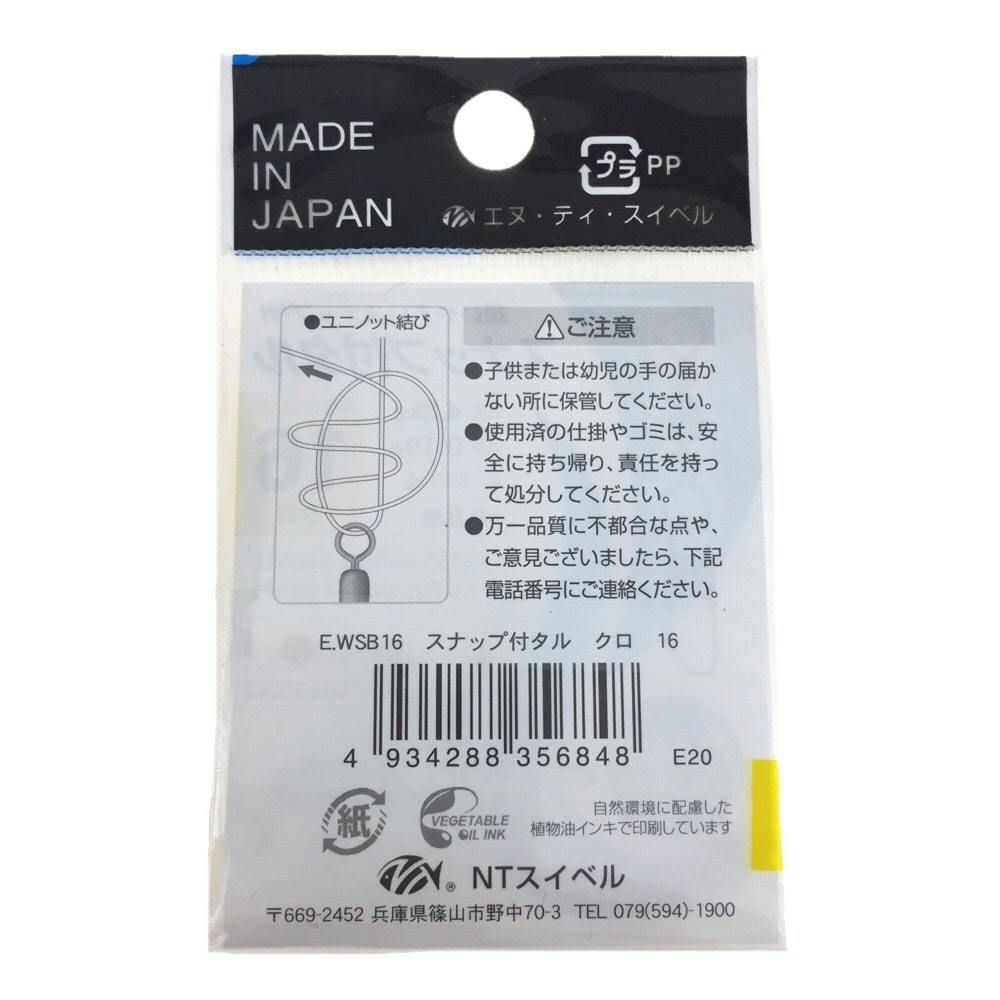 MADE
IN
JAPAN
プラ PP
エヌ・ティ・スイベル
●ユニノット結び
ご注意
●子供または幼児の手の届か
ない所に保管してください。
●使用済の仕掛やゴミは、安
全に持ち帰り、責任を持っ
て処分してください。
●万一品質に不都合な点や、
ご意見ございましたら、下記
電話番号にご連絡ください。
E.WSB16 スナップ付タル クロ 16
4 934288 356848 E20
紙
VEGETABLE
OIL INK
自然環境に配慮した
植物油インキで印刷しています
® NTスイベル
〒669-2452 兵庫県篠山市野中70-3 TEL 079(594)-1900